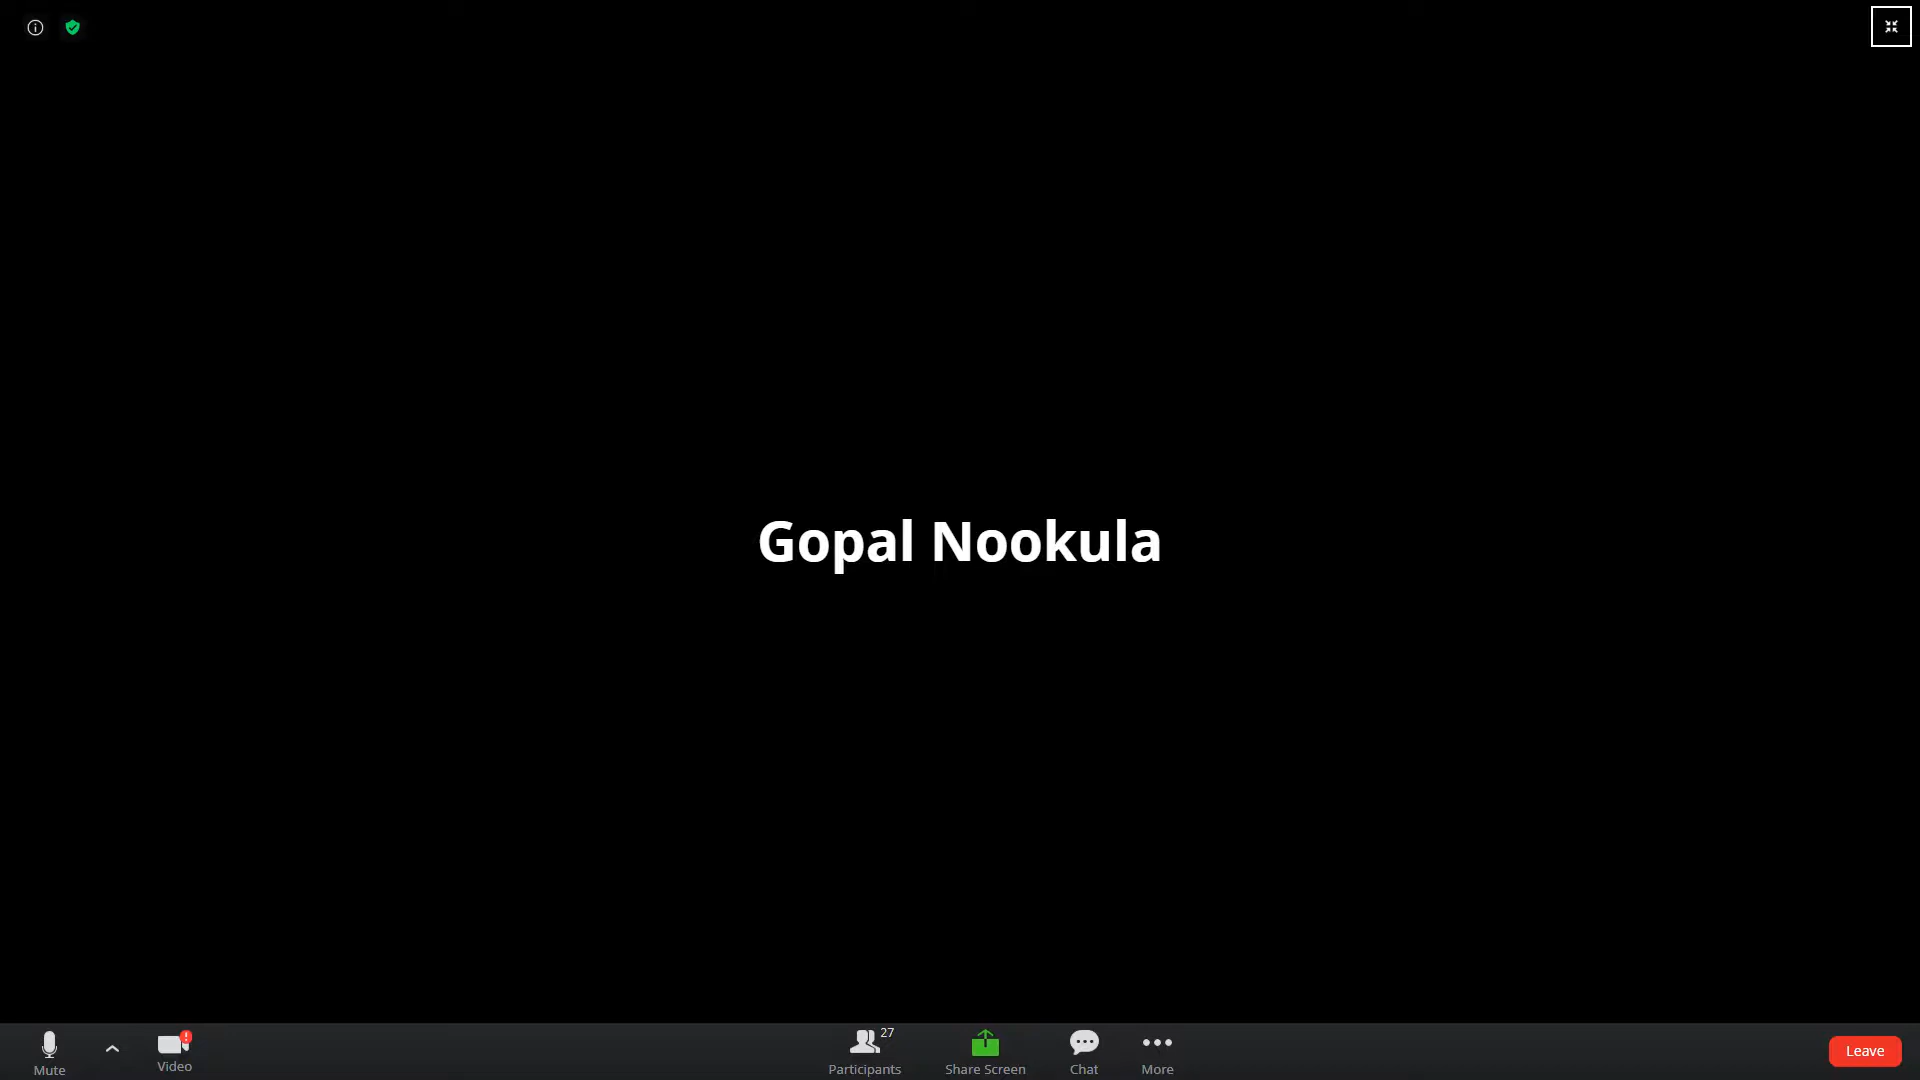 Gopal Nookula
Mute
Video
27
Participants
Share Screen
Chat
More
Leave